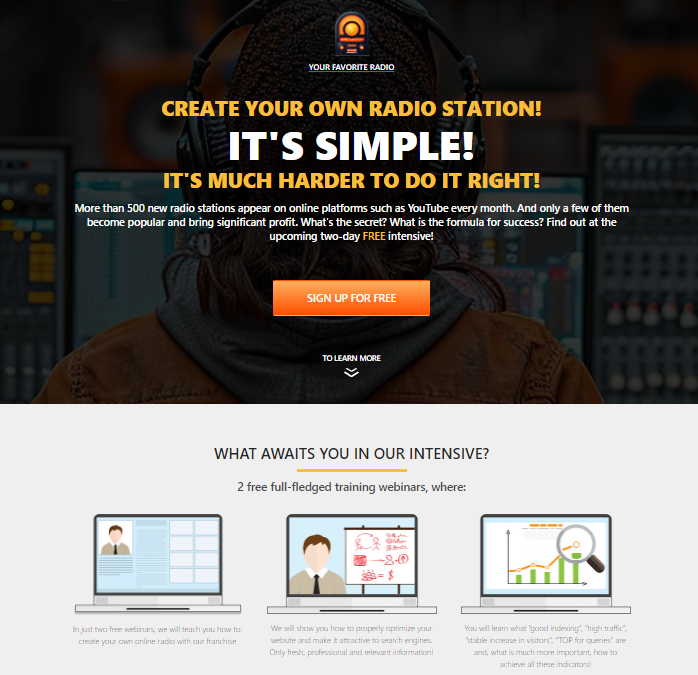 YOUR FAVORITE RADIO
CREATE YOUR OWN RADIO STATION!
IT'S SIMPLE!
IT'S MUCH HARDER TO DO IT RIGHT!
More than 500 new radio stations appear on online platforms such as YouTube every month. And only a few of them
become popular and bring significant profit. What's the secret? What is the formula for success? Find out at the
upcoming two-day FREE intensive!
SIGN UP FOR FREE
TO LEARN MORE
WHAT AWAITS YOU IN OUR INTENSIVE?
2 free full-fledged training webinars, where:
In just two free webinars, we will teach you how to:
create your own online radio with our franchise
We will show you how to properly optimize your
website and make it attractive to search engines.
Only fresh, professional and relevant information!
You will learn what "good indexing", "high traffic",
"stable increase in visitors", "TOP for queries" are
and, what is much more important, how to
achieve all these indicators!